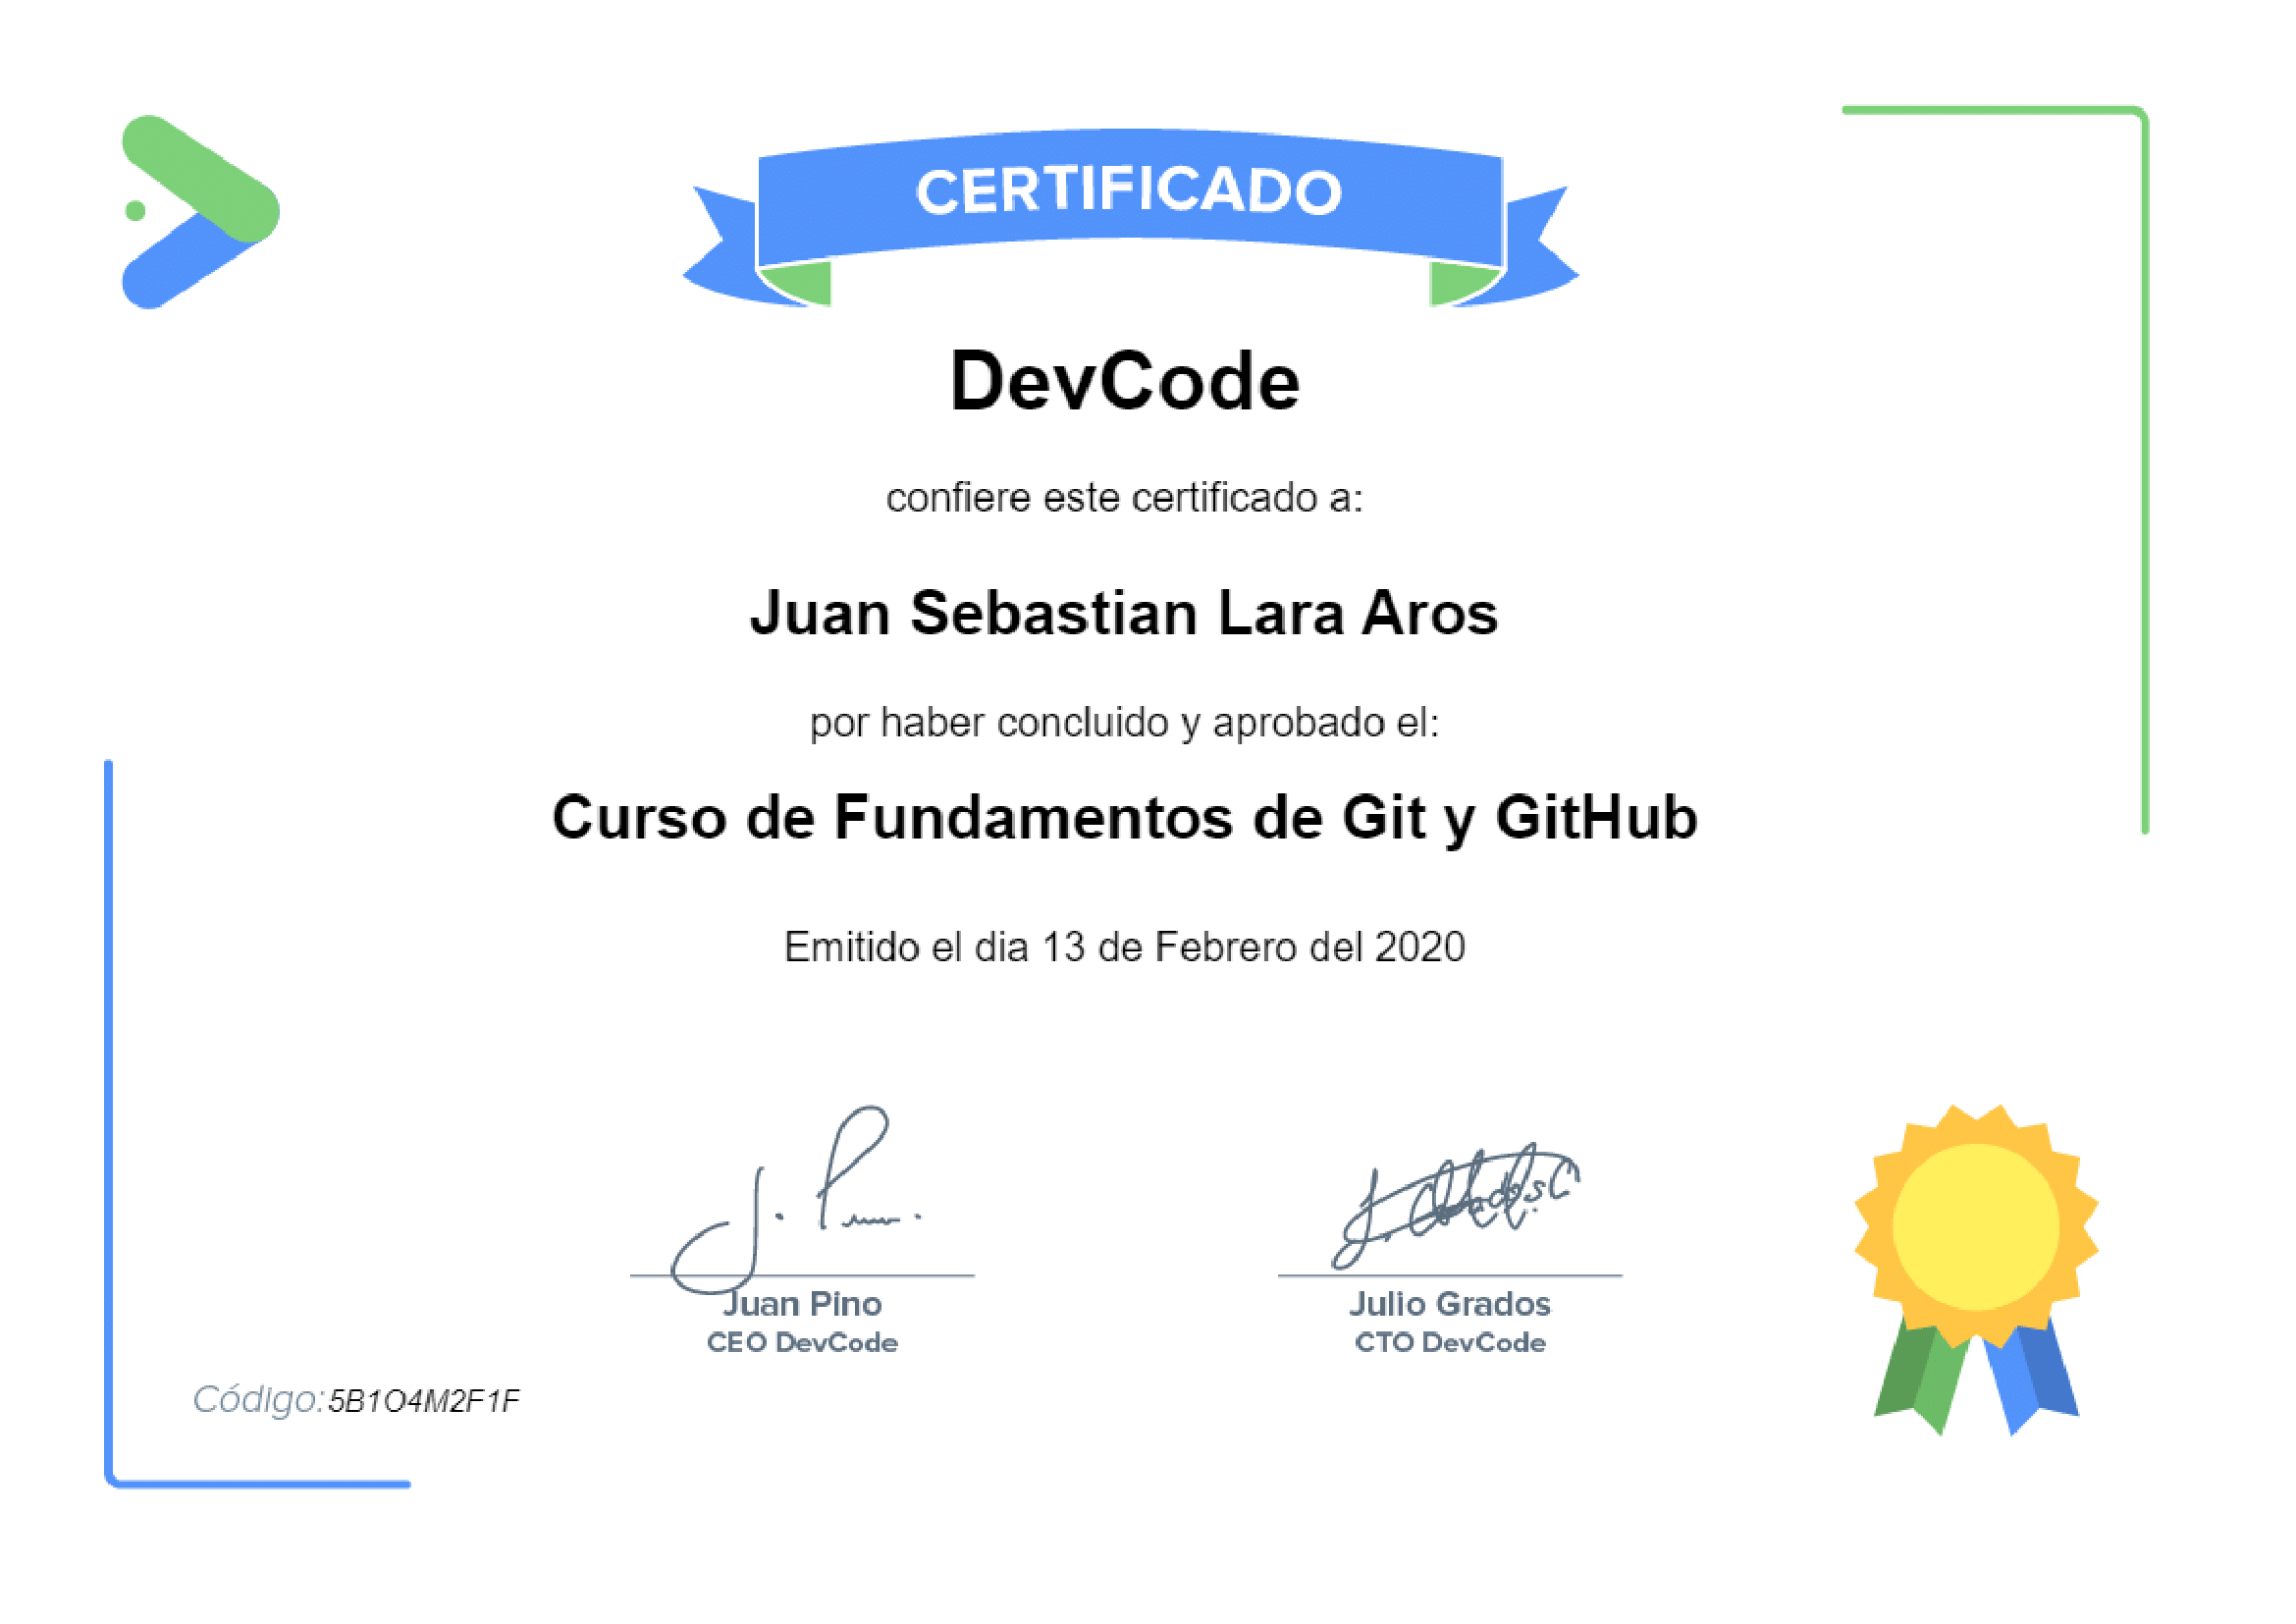 CERTIFICADO
DevCode
confiere este certificado a:
Juan Sebastian Lara Aros
por haber concluido y aprobado el:
Curso de Fundamentos de Git y GitHub
Emitido el dia 13 de Febrero del 2020
Juan Pino
CEO DevCode
Julio Grados
CTO DevCode
Código: 5B1O4M2F1F